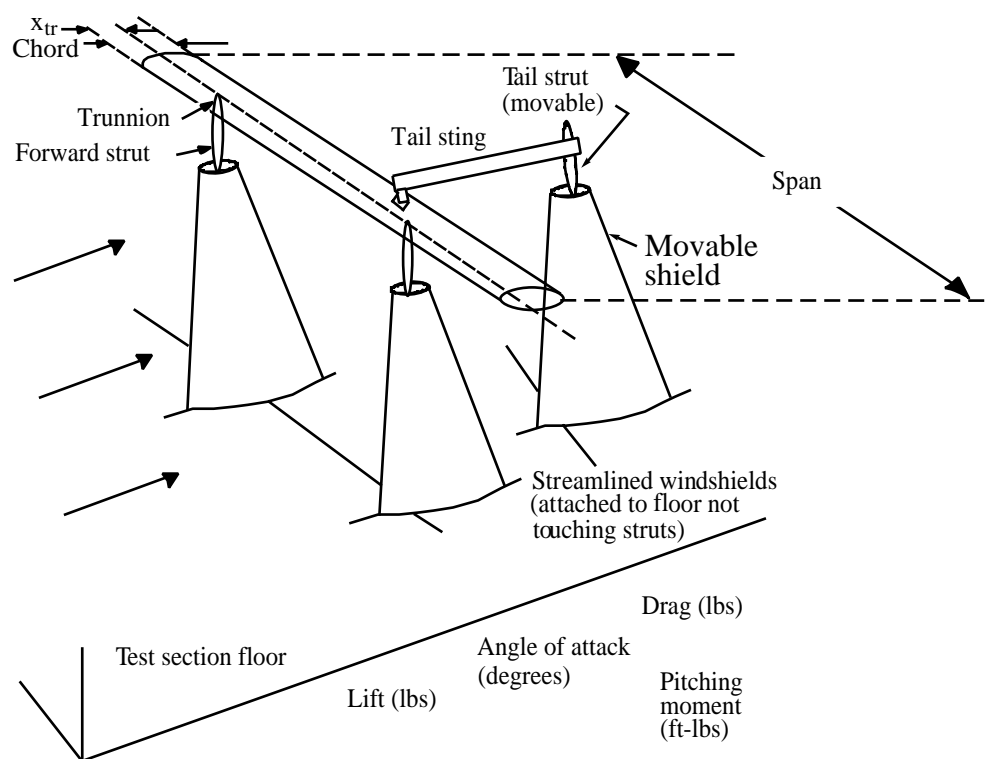 x_tr
Chord
Trunnion
Forward strut
Tail sting
Tail strut
(movable)
Span
Movable
shield
Streamlined windshields
(attached to floor not
touching struts)
Drag (lbs)
Angle of attack
(degrees)
Test section floor
Lift (lbs)
Pitching
moment
(ft-lbs)